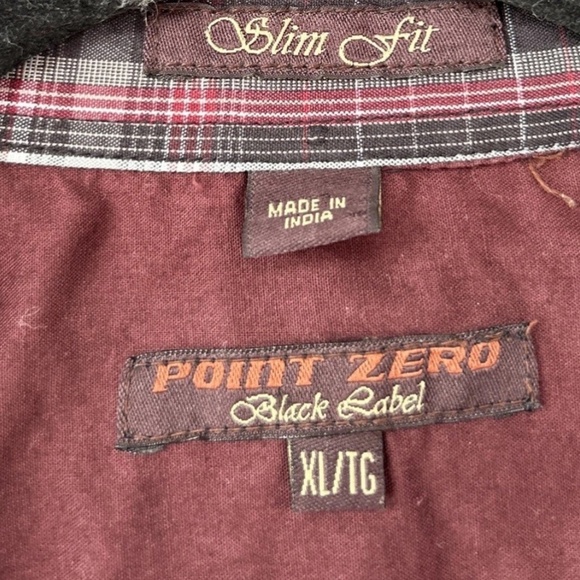 Slim Fit
MADE IN
INDIA
POINT ZERO
Black Label
XL/TG